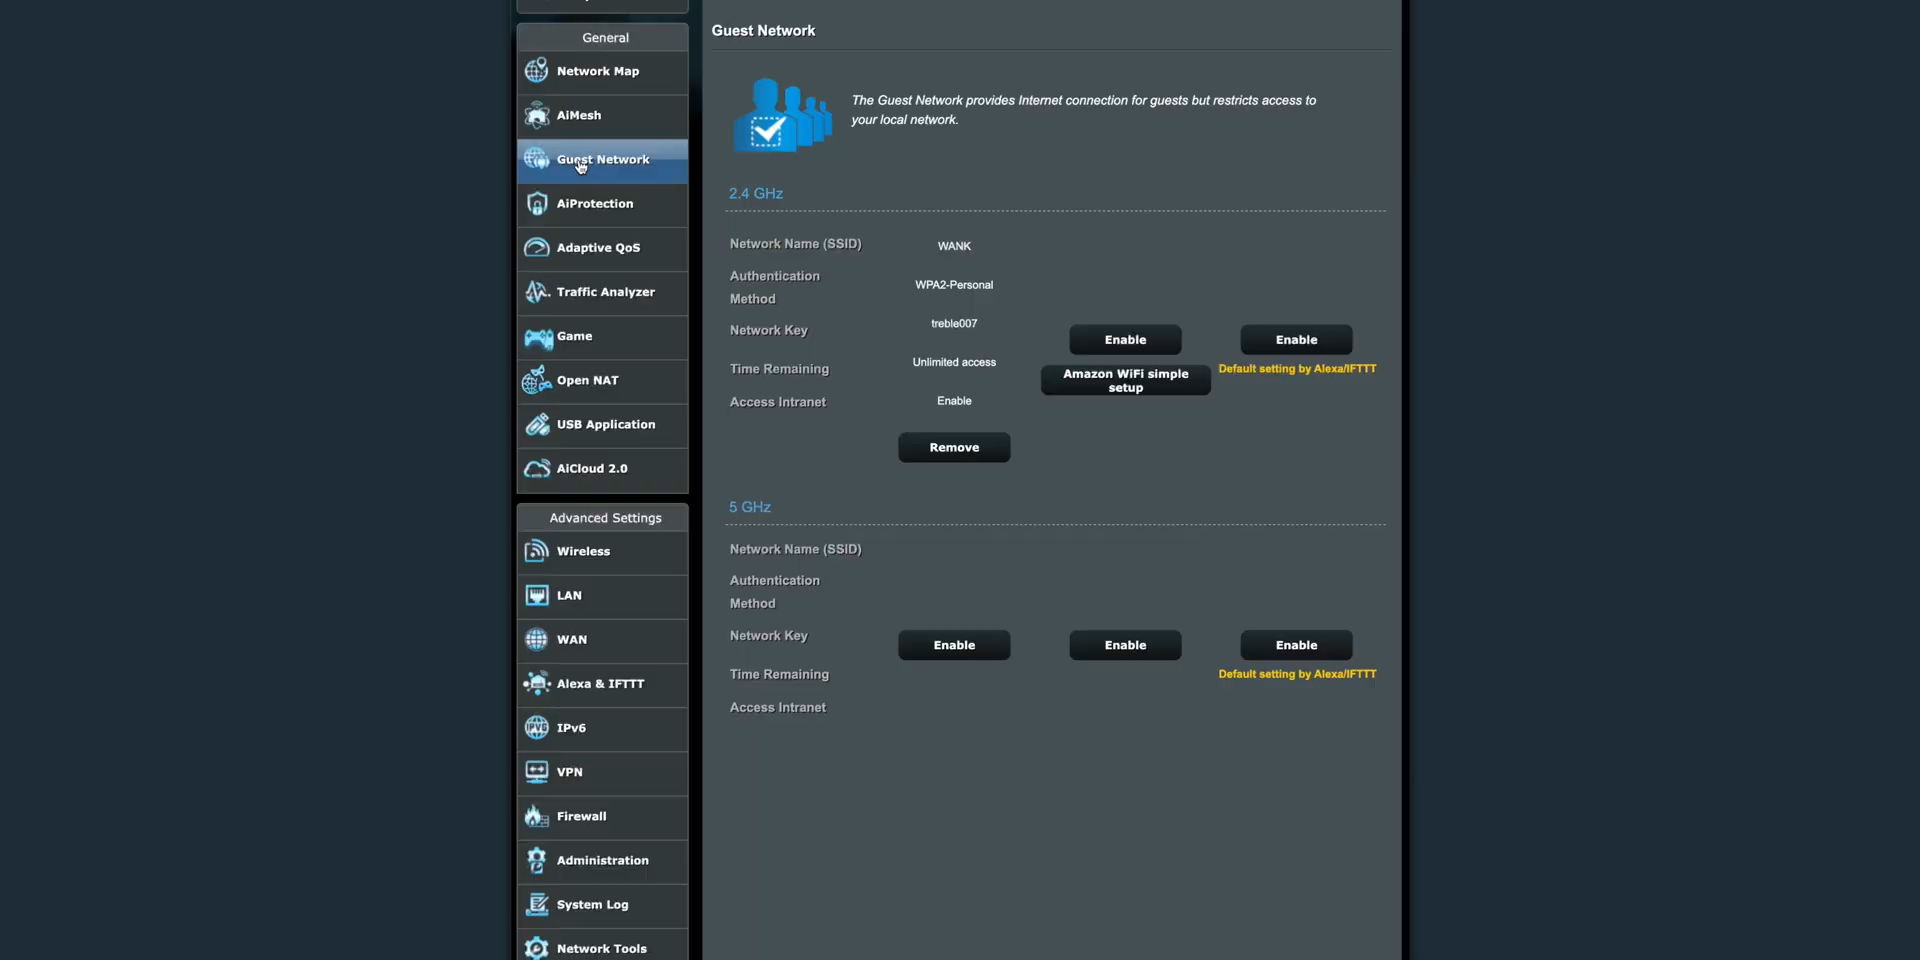 General
Network Map
AiMesh
Guest Network
AiProtection
Adaptive QoS
Traffic Analyzer
Game
Open NAT
USB Application
AiCloud 2.0
Advanced Settings
Wireless
LAN
WAN
Alexa & IFTTT
IPv6
VPN
Firewall
Administration
System Log
Network Tools
Guest Network
The Guest Network provides Internet connection for guests but restricts access to
your local network.
2.4 GHz
Network Name (SSID)
WANK
Authentication
Method
WPA2-Personal
Network Key
treble007
Enable
Enable
Time Remaining
Unlimited access
Amazon WiFi simple
setup
Default setting by Alexa/IFTTT
Access Intranet
Enable
Remove
5 GHz
Network Name (SSID)
Authentication
Method
Network Key
Enable
Enable
Enable
Time Remaining
Default setting by Alexa/IFTTT
Access Intranet